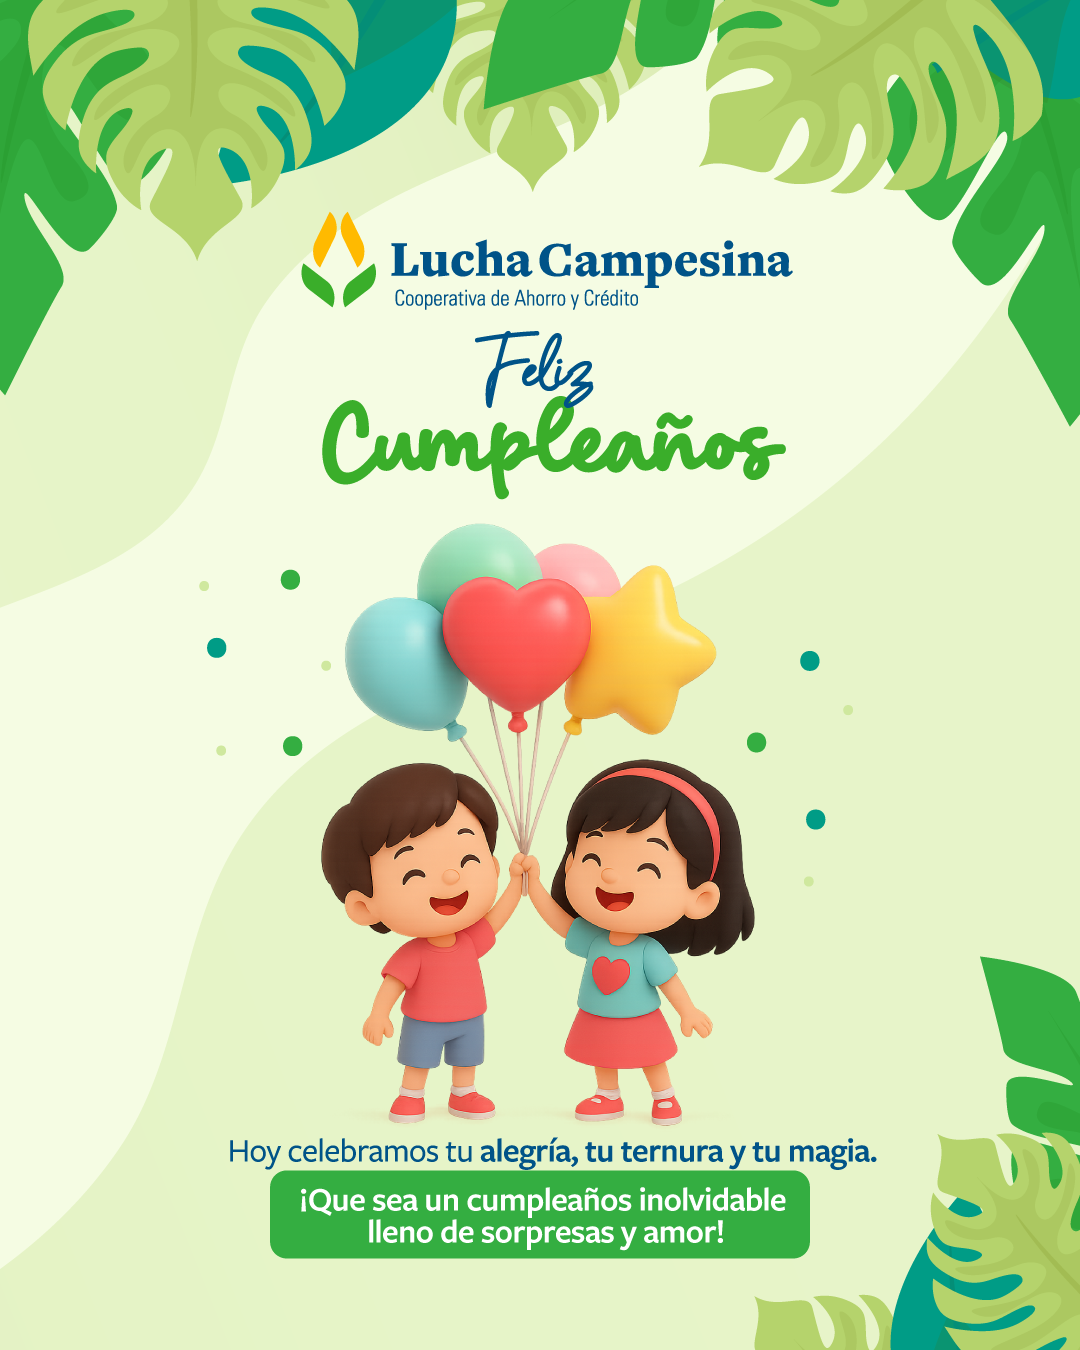 Lucha Campesina
Cooperativa de Ahorro y Crédito
Feliz
Cumpleaños
Hoy celebramos tu alegría, tu ternura y tu magia.
¡Que sea un cumpleaños inolvidable
lleno de sorpresas y amor!